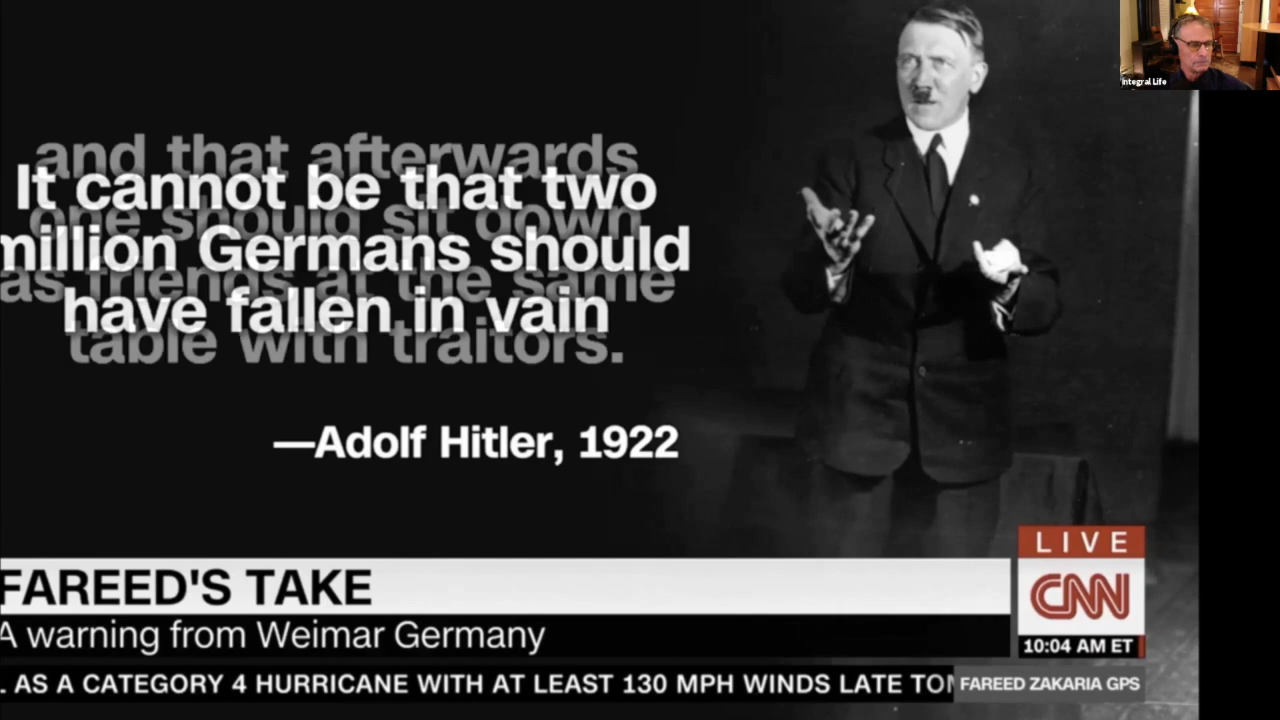 Integral Life
and that afterwards
It cannot be that two
one should sit down
million Germans should
as friends at the same
have fallen in vain
table with traitors.
—Adolf Hitler, 1922
LIVE
FAREED'S TAKE
CNN
A warning from Weimar Germany
10:04 AM ET
. AS A CATEGORY 4 HURRICANE WITH AT LEAST 130 MPH WINDS LATE
FAREED ZAKARIA GPS